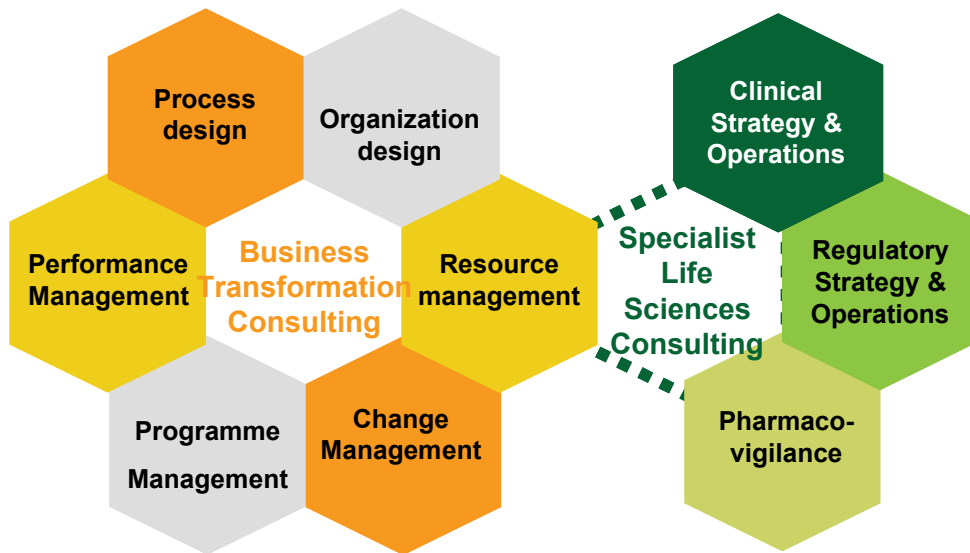 Process
design
Organization
design
Performance
Management
Business
Transformation
Consulting
Resource
management
Programme
Management
Change
Management
Clinical
Strategy &
Operations
Specialist
Life
Sciences
Consulting
Regulatory
Strategy &
Operations
Pharmaco-
vigilance